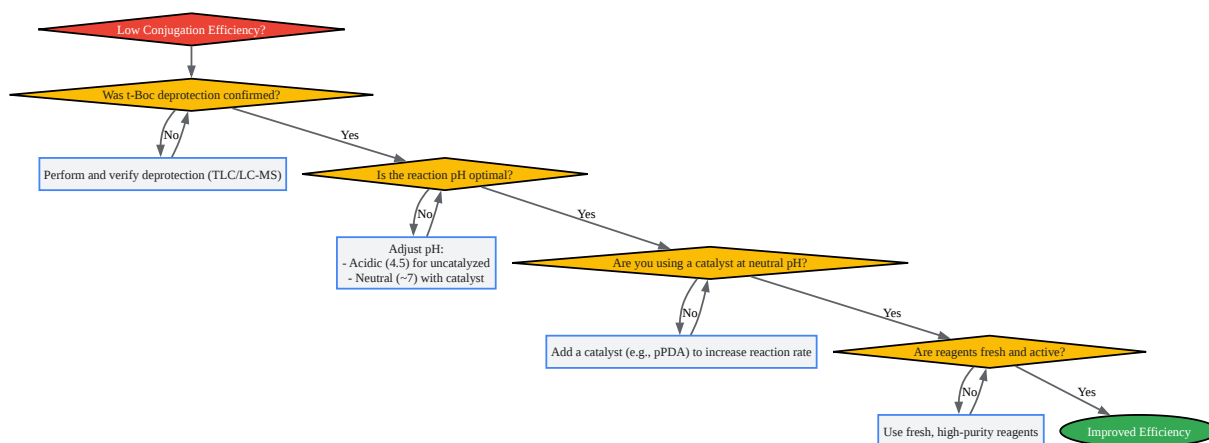 Low Conjugation Efficiency?
Was t-Boc deprotection confirmed?
No
Yes
Perform and verify deprotection (TLC/LC-MS)
Is the reaction pH optimal?
No
Yes
Adjust pH:
- Acidic (4.5) for uncatalyzed
- Neutral (~7) with catalyst
Are you using a catalyst at neutral pH?
No
Yes
Add a catalyst (e.g., pPDA) to increase reaction rate
Are reagents fresh and active?
No
Yes
Use fresh, high-purity reagents
Improved Efficiency